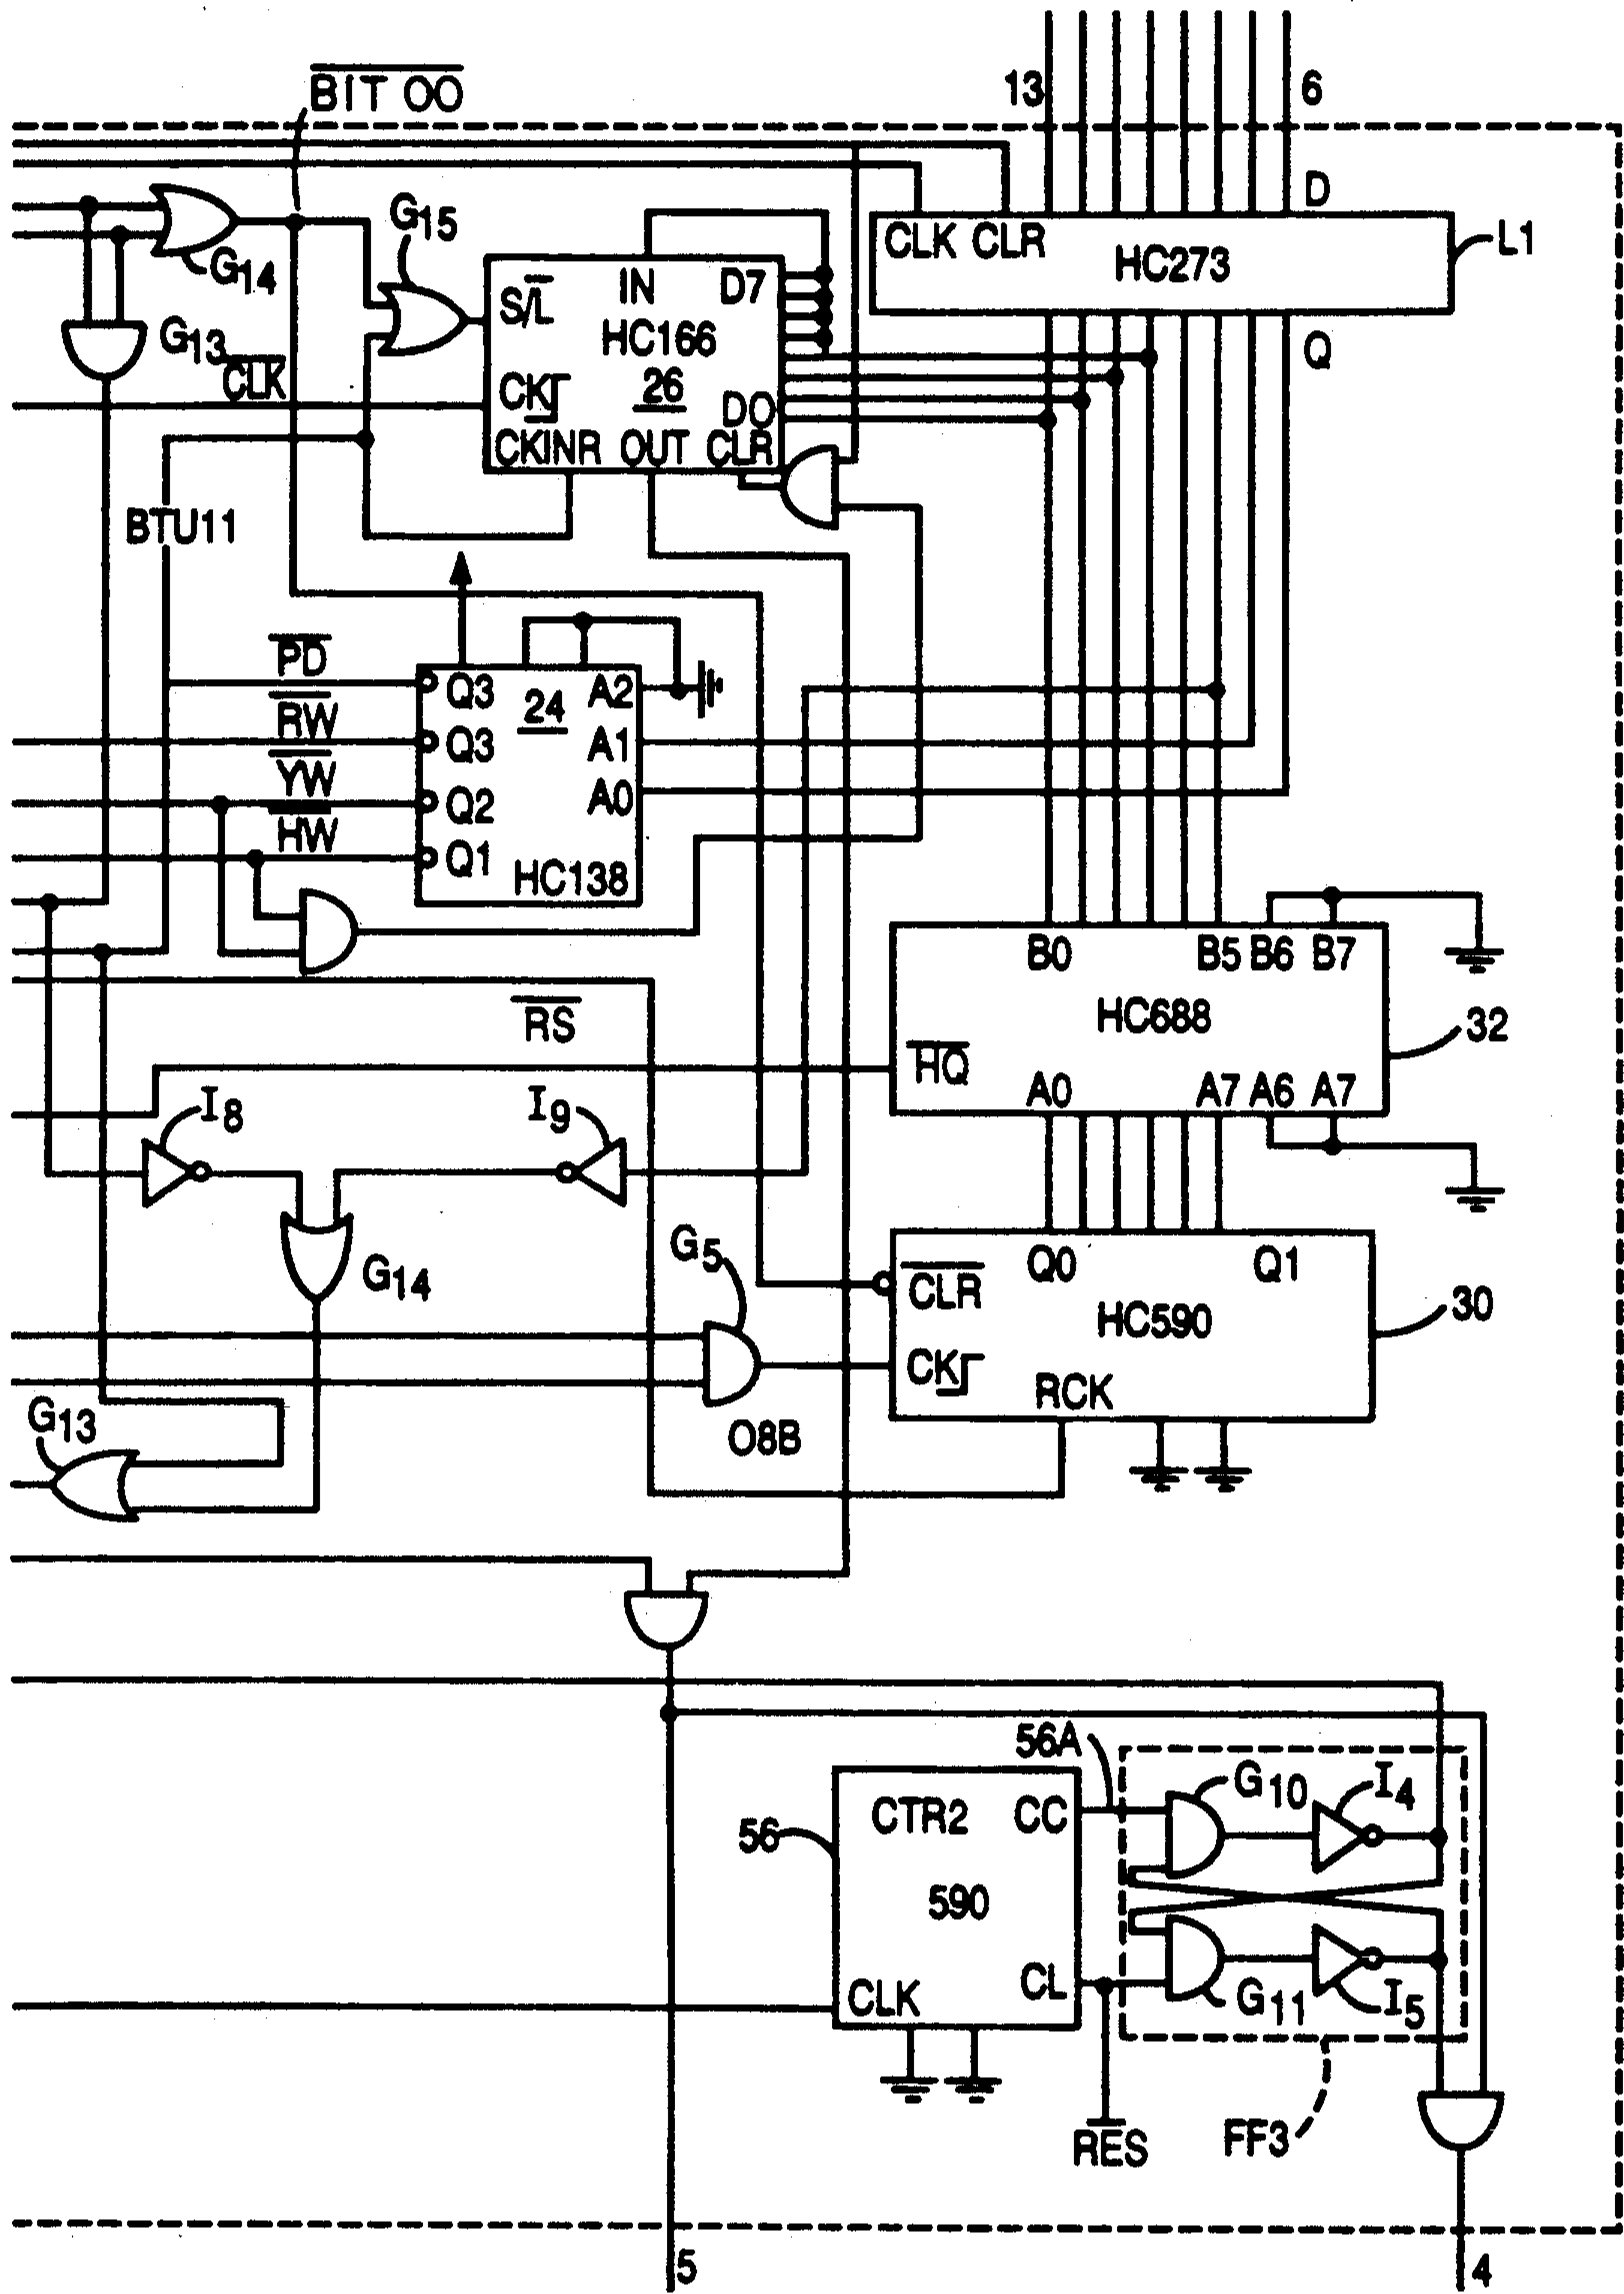 BIT 00
13
6
D
G15
G14
CLK CLR
HC273
L1
IN
D7
S/L
HC166
G13
CLK
26
Q
CK
D0
CKINR OUT CLR
BTU11
PD
Q3
24
A2
RW
Q3
A1
YW
Q2
A0
HW
Q1
HC138
B0
B5 B6 B7
RS
HC688
32
HQ
I8
I9
A0
A7 A6 A7
G5
G14
Q0
Q1
CLR
HC590
30
CK
RCK
G13
08B
56A
G10
I4
CTR2
CC
56
590
CL
CLK
G11
I5
RES
FF3
5
4